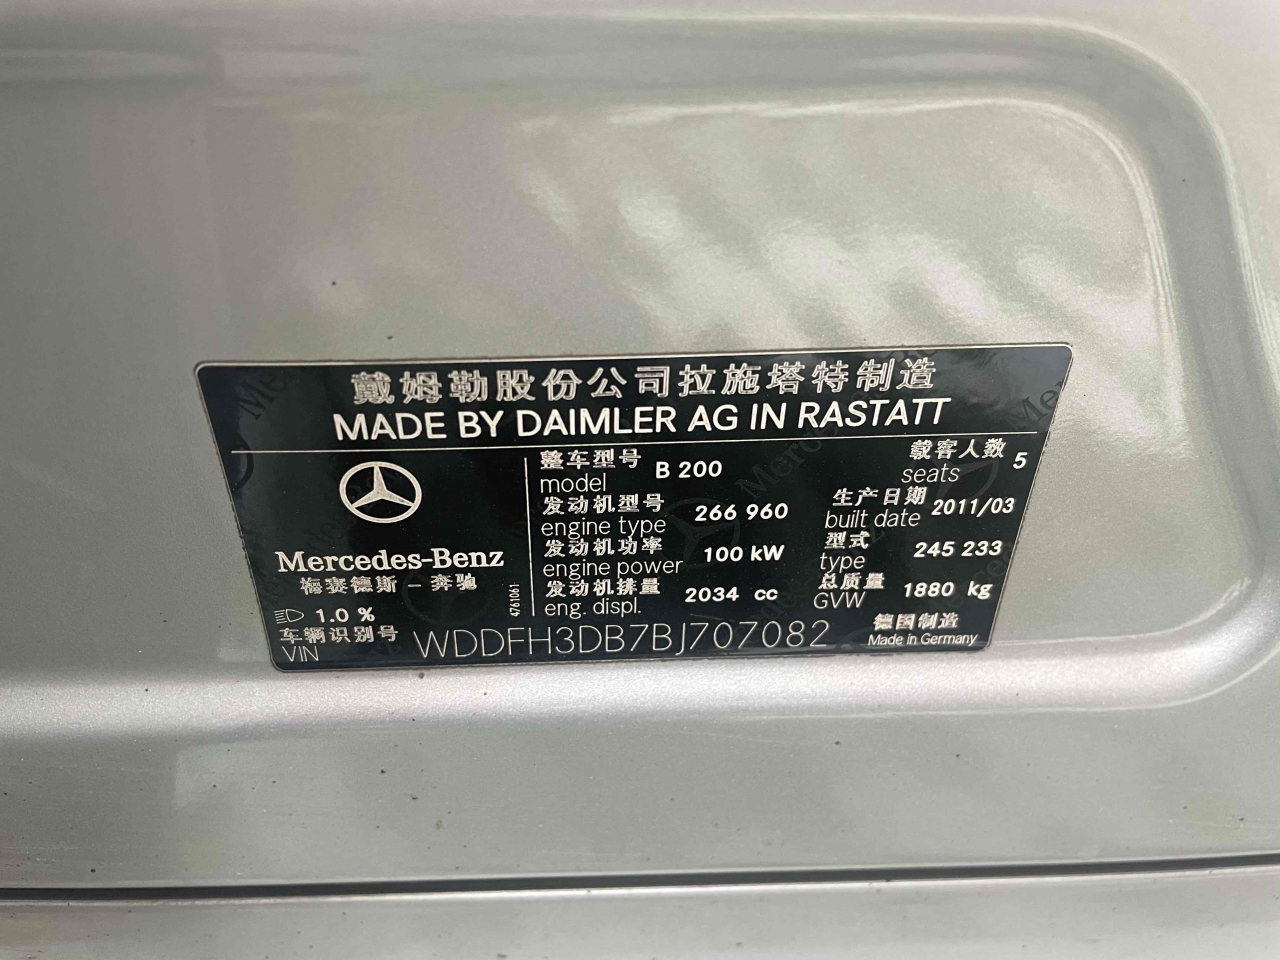 戴姆勒股份公司拉施塔特制造
MADE BY DAIMLER AG IN RASTATT
Mercedes-Benz
梅赛德斯-奔驰
1.0 %
4761061
整车型号 B 200
model
载客人数 5
seats
发动机型号 266 960
engine type
生产日期 2011/03
built date
发动机功率 100 kW
engine power
型式 245 233
type
发动机排量 2034 cc
eng. displ.
总质量 1880 kg
GVW
车辆识别号 WDDFH3DB7BJ707082
VIN
德国制造
Made in Germany